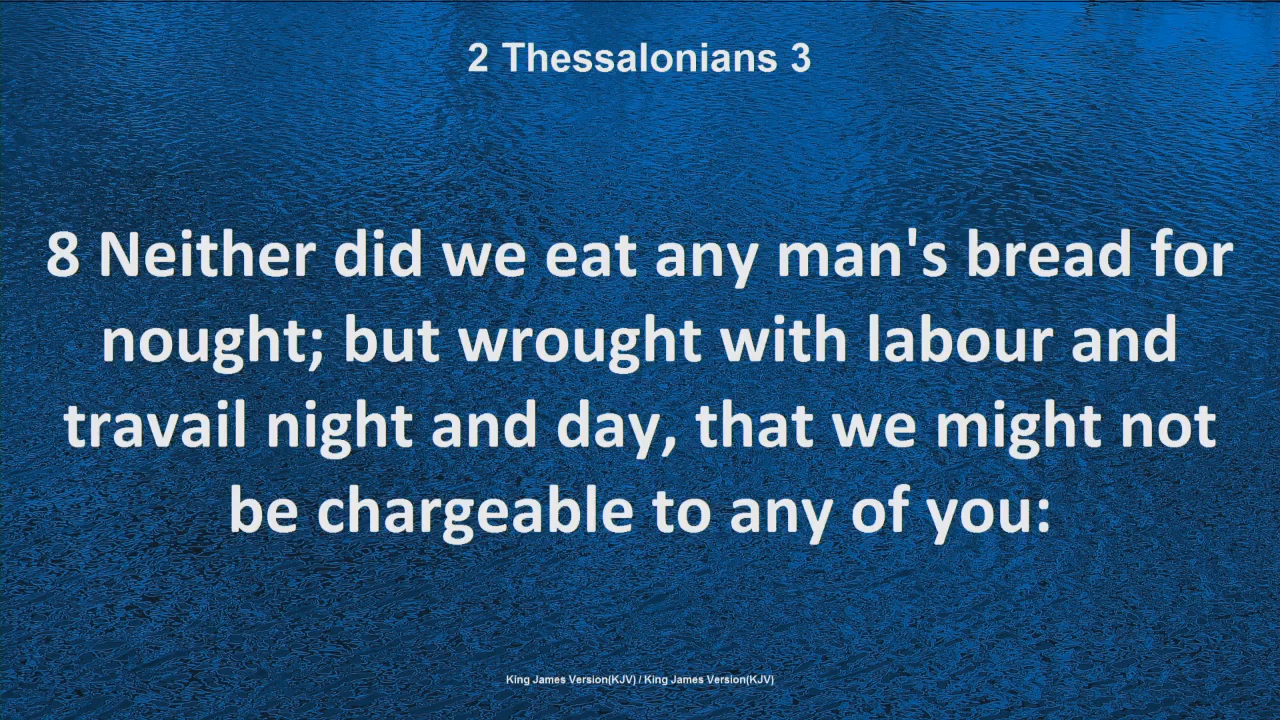 2 Thessalonians 3
8 Neither did we eat any man's bread for
nought; but wrought with labour and
travail night and day, that we might not
be chargeable to any of you:
King James Version(KJV) / King James Version(KJV)